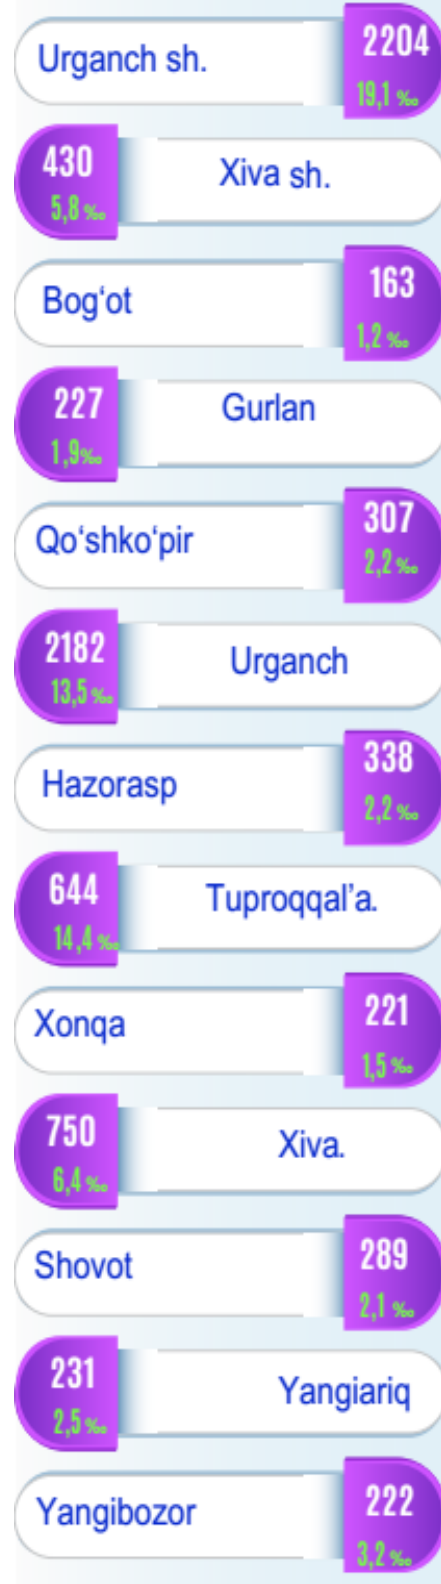 Urganch sh.
2204
19,1 ‰
430
5,8 ‰
Xiva sh.
Bog‘ot
163
1,2 ‰
227
1,9‰
Gurlan
Qo‘shko‘pir
307
2,2 ‰
2182
13,5 ‰
Urganch
Hazorasp
338
2,2 ‰
644
14,4 ‰
Tuproqqal’a.
Xonqa
221
1,5 ‰
750
6,4 ‰
Xiva.
Shovot
289
2,1 ‰
231
2,5 ‰
Yangiariq
Yangibozor
222
3,2 ‰